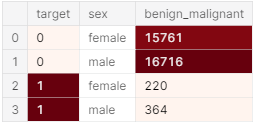 target sex benign_malignant
0 0 female 15761
1 0 male 16716
2 1 female 220
3 1 male 364